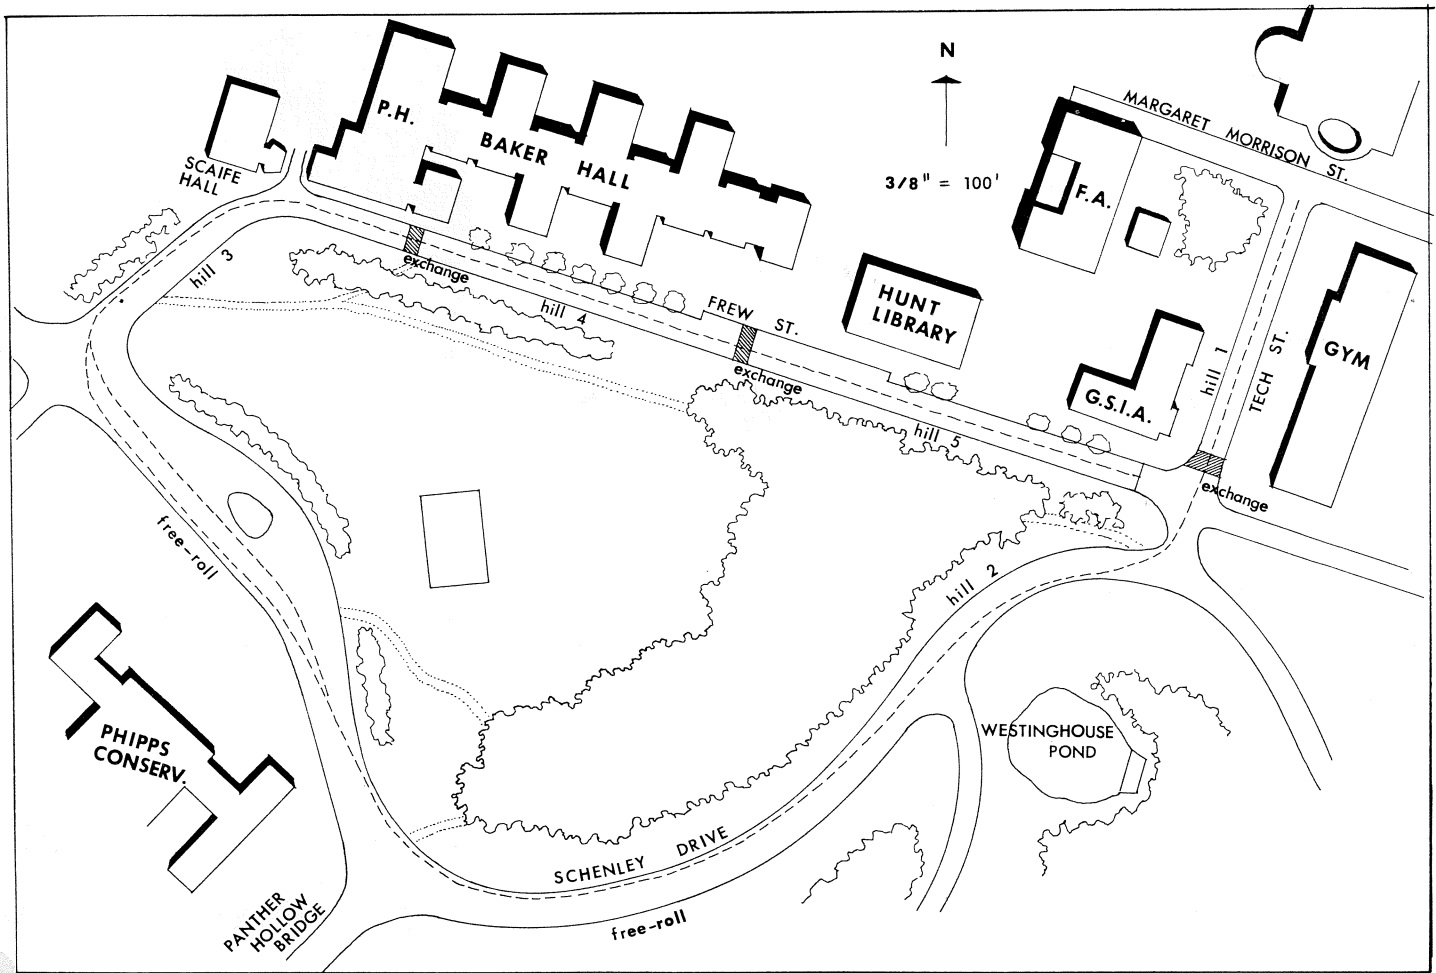 N
3/8" = 100'
MARGARET MORRISON ST.
P.H.
BAKER
HALL
SCAIFE
HALL
F.A.
hill 3
exchange
hill 4
FREW ST.
exchange
HUNT
LIBRARY
hill 1
TECH ST.
GYM
G.S.I.A.
hill 5
exchange
free-roll
hill 2
PHIPPS
CONSERV.
WESTINGHOUSE
POND
SCHENLEY DRIVE
free-roll
PANTHER
HOLLOW
BRIDGE